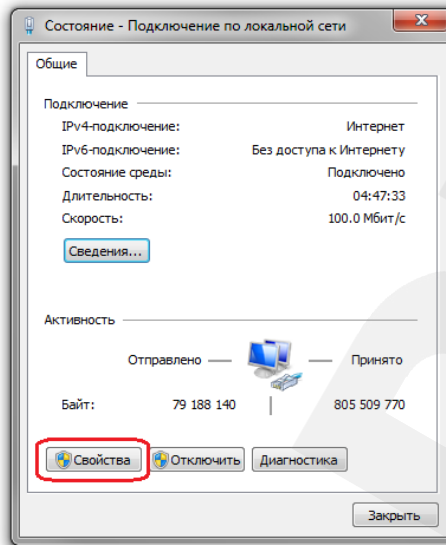 Состояние - Подключение по локальной сети
Общие
Подключение
IPv4-подключение: Интернет
IPv6-подключение: Без доступа к Интернету
Состояние среды: Подключено
Длительность: 04:47:33
Скорость: 100.0 Мбит/с
Сведения...
Активность
Отправлено — — Принято
Байт: 79 188 140 | 805 509 770
Свойства Отключить Диагностика
Закрыть